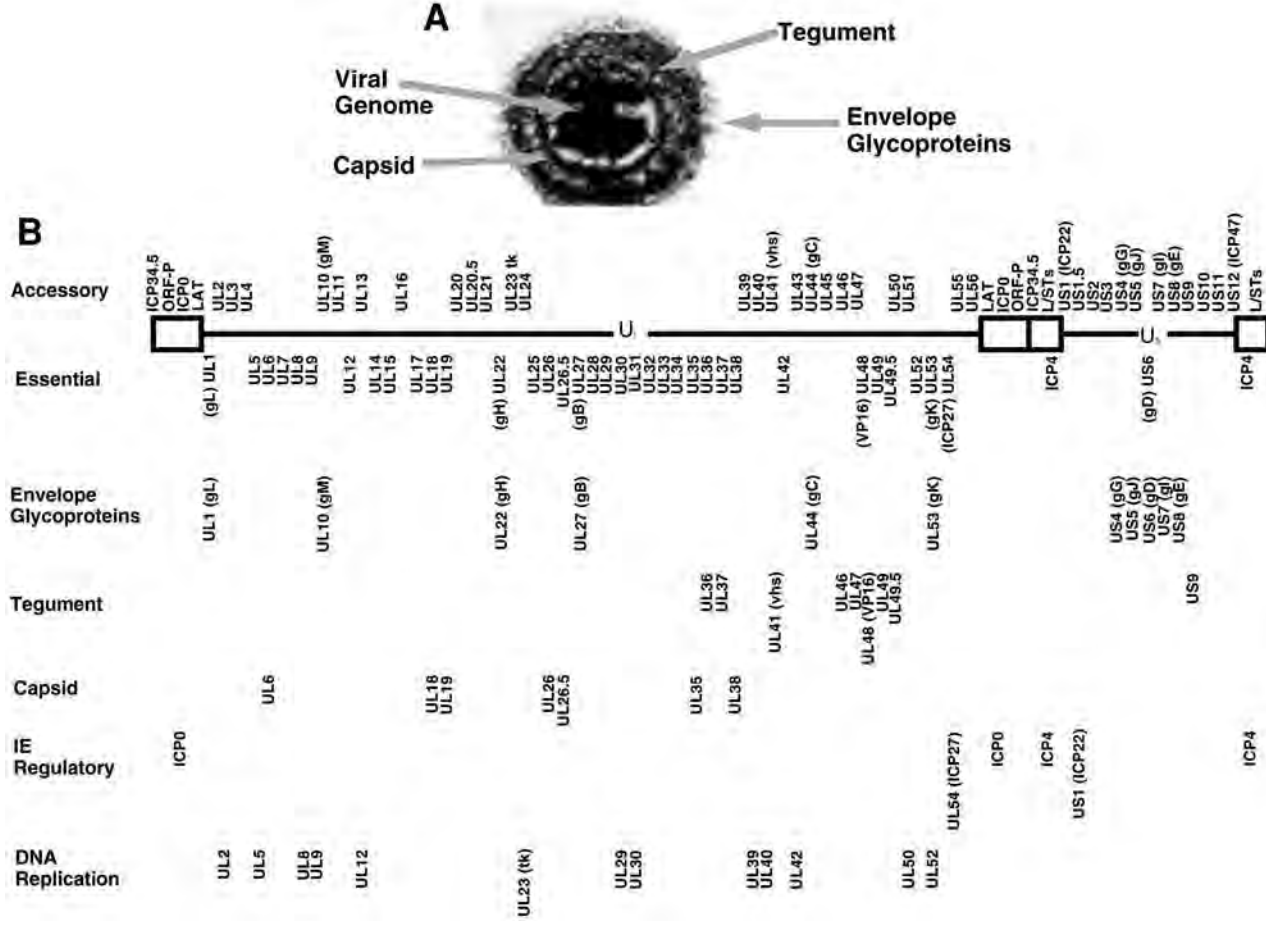 A
Tegument
Viral
Genome
Envelope
Glycoproteins
Capsid
B
Accessory
ICP34.5
ORF-P
ICP0
LAT
UL2
UL3
UL4
UL10 (gM)
UL11
UL13
UL16
UL20
UL20.5
UL21
UL23 tk
UL24
UL39
UL40
UL41 (vhs)
UL43
UL44 (gC)
UL45
UL46
UL47
UL50
UL51
UL55
UL56
LAT
ICP0
ORF-P
ICP34.5
L/STs
US1 (ICP22)
US1.5
US2
US3
US4 (gG)
US5 (gJ)
US7 (gI)
US8 (gE)
US9
US10
US11
US12 (ICP47)
L/STs
U
U
Essential
(gL) UL1
UL5
UL6
UL7
UL8
UL9
UL12
UL14
UL15
UL17
UL18
UL19
(gH) UL22
UL25
UL26
UL26.5
(gB) UL27
UL28
UL29
UL30
UL31
UL32
UL33
UL34
UL35
UL36
UL37
UL38
UL42
(VP16) UL48
UL49
UL49.5
UL52
(gK) UL53
(ICP27) UL54
ICP4
(gD) US6
ICP4
Envelope
Glycoproteins
UL1 (gL)
UL10 (gM)
UL22 (gH)
UL27 (gB)
UL44 (gC)
UL53 (gK)
US4 (gG)
US5 (gJ)
US6 (gD)
US7 (gI)
US8 (gE)
Tegument
UL36
UL37
UL41 (vhs)
UL46
UL47
UL48 (VP16)
UL49
UL49.5
US9
Capsid
UL6
UL18
UL19
UL26
UL26.5
UL35
UL38
IE
Regulatory
ICP0
UL54 (ICP27)
ICP0
ICP4
US1 (ICP22)
ICP4
DNA
Replication
UL2
UL5
UL8
UL9
UL12
UL23 (tk)
UL29
UL30
UL39
UL40
UL42
UL50
UL52